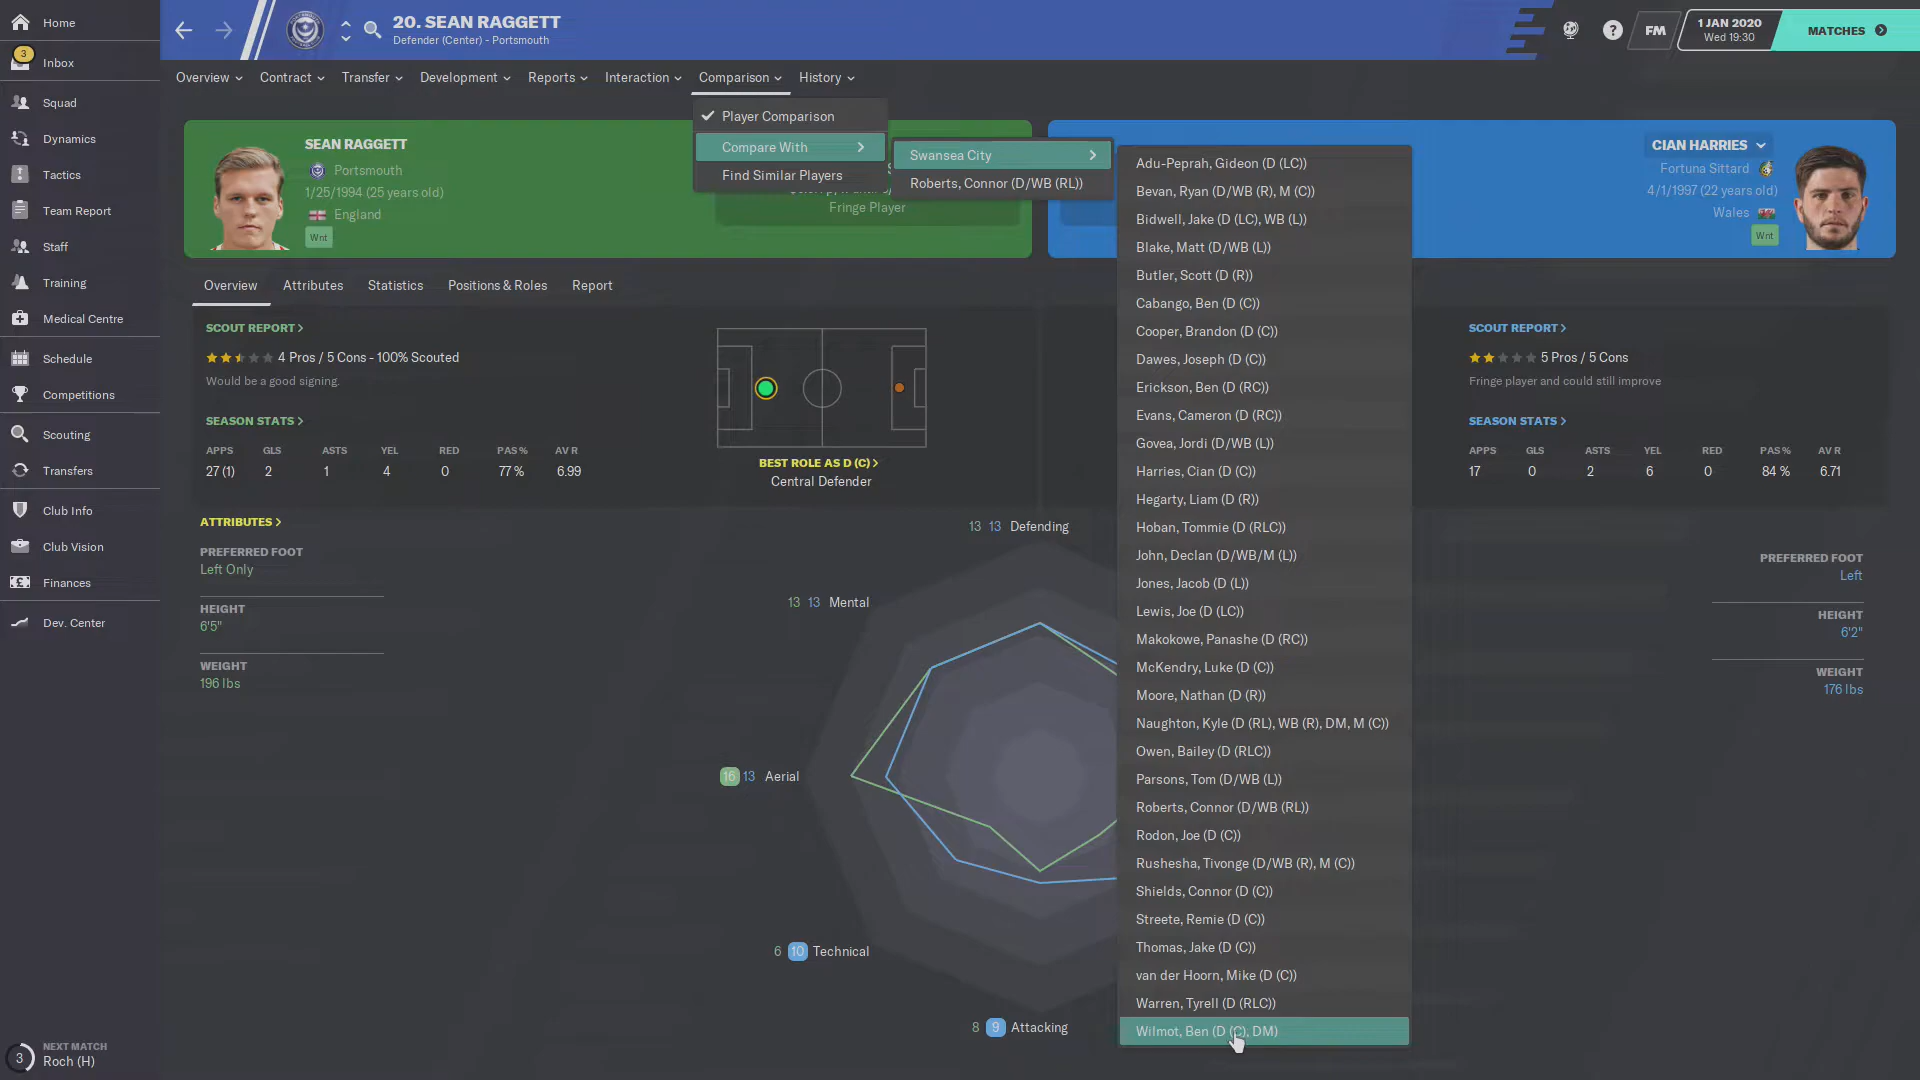 Home
3
Inbox
Squad
Dynamics
Tactics
Team Report
Staff
Training
Medical Centre
Schedule
Competitions
Scouting
Transfers
Club Info
Club Vision
Finances
Dev. Center
3
NEXT MATCH
Roch (H)
20. SEAN RAGGETT
Defender (Center) - Portsmouth
FM
1 JAN 2020
Wed 19:30
MATCHES
Overview
Contract
Transfer
Development
Reports
Interaction
Comparison
History
Player Comparison
Compare With
Find Similar Players
Swansea City
Roberts, Connor (D/WB (RL))
Adu-Peprah, Gideon (D (LC))
Bevan, Ryan (D/WB (R), M (C))
Bidwell, Jake (D (LC), WB (L))
Blake, Matt (D/WB (L))
Butler, Scott (D (R))
Cabango, Ben (D (C))
Cooper, Brandon (D (C))
Dawes, Joseph (D (C))
Erickson, Ben (D (RC))
Evans, Cameron (D (RC))
Govea, Jordi (D/WB (L))
Harries, Cian (D (C))
Hegarty, Liam (D (R))
Hoban, Tommie (D (RLC))
John, Declan (D/WB/M (L))
Jones, Jacob (D (L))
Lewis, Joe (D (LC))
Makokowe, Panashe (D (RC))
McKendry, Luke (D (C))
Moore, Nathan (D (R))
Naughton, Kyle (D (RL), WB (R), DM, M (C))
Owen, Bailey (D (RLC))
Parsons, Tom (D/WB (L))
Roberts, Connor (D/WB (RL))
Rodon, Joe (D (C))
Rushesha, Tivonge (D/WB (R), M (C))
Shields, Connor (D (C))
Streete, Remie (D (C))
Thomas, Jake (D (C))
van der Hoorn, Mike (D (C))
Warren, Tyrell (D (RLC))
Wilmot, Ben (D (C), DM)
SEAN RAGGETT
Portsmouth
1/25/1994 (25 years old)
England
Wnt
Fringe Player
CIAN HARRIES
Fortuna Sittard
4/1/1997 (22 years old)
Wales
Wnt
Overview
Attributes
Statistics
Positions & Roles
Report
SCOUT REPORT >
4 Pros / 5 Cons - 100% Scouted
Would be a good signing.
SEASON STATS >
APPS GLS ASTS YEL RED PAS % AV R
27 (1) 2 1 4 0 77 % 6.99
BEST ROLE AS D (C) >
Central Defender
SCOUT REPORT >
5 Pros / 5 Cons
Fringe player and could still improve
SEASON STATS >
APPS GLS ASTS YEL RED PAS % AV R
17 0 2 6 0 84 % 6.71
ATTRIBUTES >
PREFERRED FOOT
Left Only
HEIGHT
6'5"
WEIGHT
196 lbs
13 13 Defending
13 13 Mental
16 13 Aerial
6 10 Technical
8 9 Attacking
PREFERRED FOOT
Left
HEIGHT
6'2"
WEIGHT
176 lbs